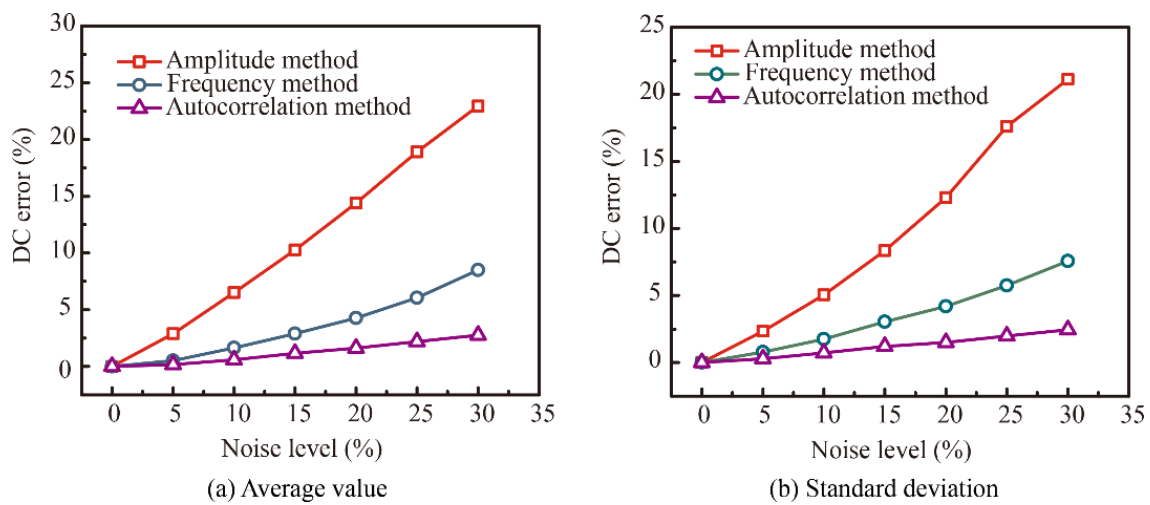 30
25
20
15
10
5
0
DC error (%)
Amplitude method
Frequency method
Autocorrelation method
0 5 10 15 20 25 30 35
Noise level (%)
(a) Average value
25
20
15
10
5
0
DC error (%)
Amplitude method
Frequency method
Autocorrelation method
0 5 10 15 20 25 30 35
Noise level (%)
(b) Standard deviation